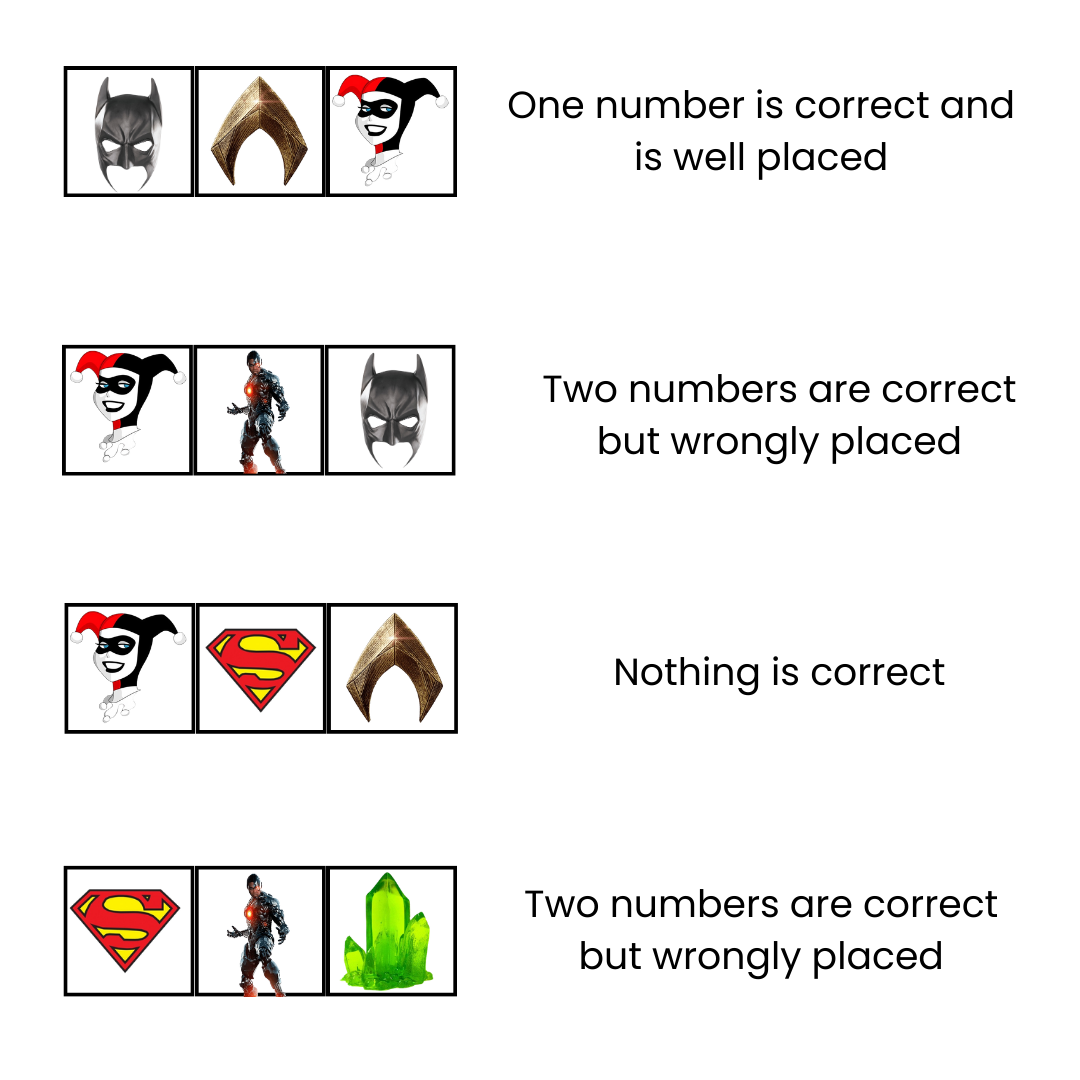 One number is correct and
is well placed
Two numbers are correct
but wrongly placed
Nothing is correct
Two numbers are correct
but wrongly placed